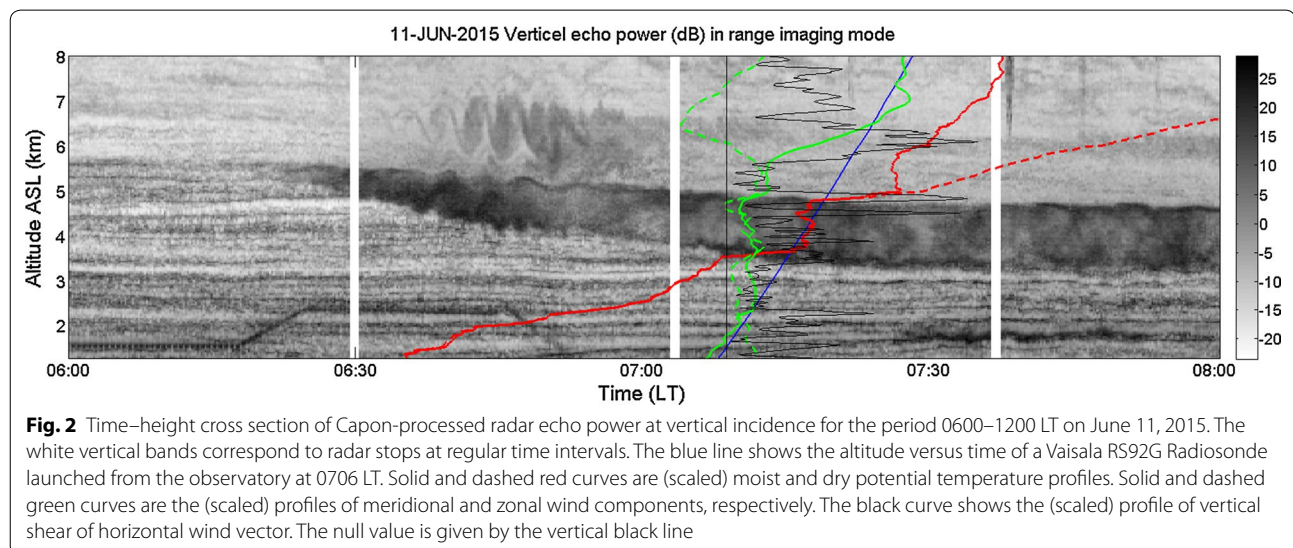 11-JUN-2015 Verticel echo power (dB) in range imaging mode
8
7
6
5
4
3
2
Altitude ASL (km)
25
20
15
10
5
0
-5
-10
-15
-20
06:00 06:30 07:00 07:30 08:00
Time (LT)
Fig. 2 Time–height cross section of Capon-processed radar echo power at vertical incidence for the period 0600–1200 LT on June 11, 2015. The
white vertical bands correspond to radar stops at regular time intervals. The blue line shows the altitude versus time of a Vaisala RS92G Radiosonde
launched from the observatory at 0706 LT. Solid and dashed red curves are (scaled) moist and dry potential temperature profiles. Solid and dashed
green curves are the (scaled) profiles of meridional and zonal wind components, respectively. The black curve shows the (scaled) profile of vertical
shear of horizontal wind vector. The null value is given by the vertical black line